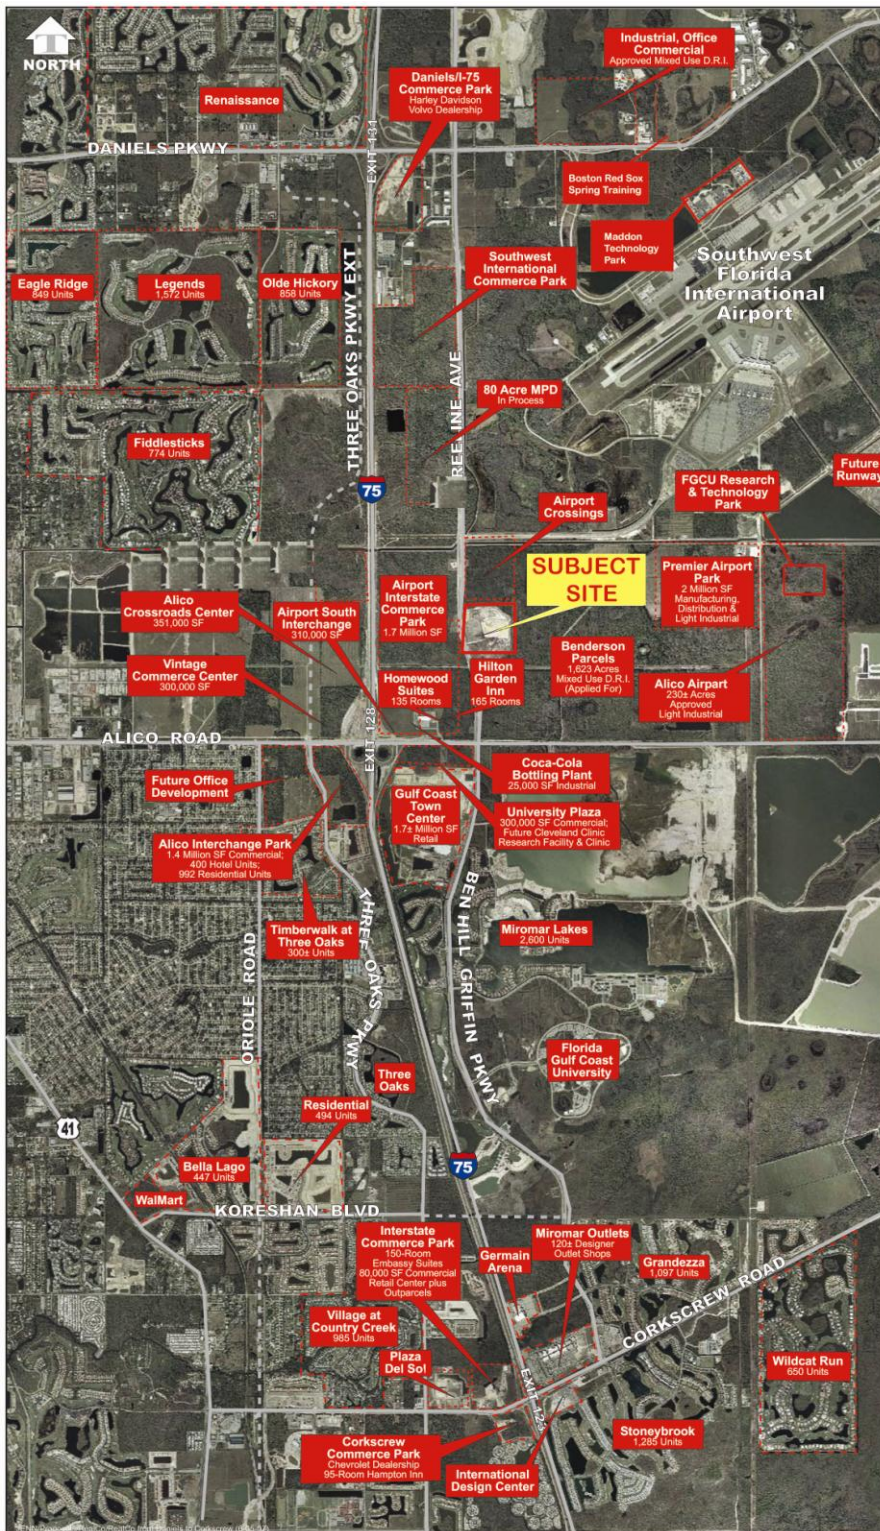 NORTH
Renaissance
Daniels/I-75
Commerce Park
Harley Davidson
Volvo Dealership
Industrial, Office
Commercial
Approved Mixed Use D.R.I.
DANIELS PKWY
EXIT 131
Boston Red Sox
Spring Training
Maddon
Technology
Park
Southwest
Florida
International
Airport
Southwest
International
Commerce Park
Eagle Ridge
849 Units
Legends
1,572 Units
Olde Hickory
858 Units
THREE OAKS PKWY EXT
AVE
80 Acre MPD
In Process
Fiddlesticks
774 Units
75
FGCU Research
& Technology
Park
Future
Runway
Airport
Crossings
SUBJECT
SITE
Premier Airport
Park
2 Million SF
Manufacturing,
Distribution &
Light Industrial
Alico
Crossroads Center
351,000 SF
Airport South
Interchange
310,000 SF
Airport
Interstate
Commerce
Park
1.7 Million SF
Vintage
Commerce Center
300,000 SF
Homewood
Suites
135 Rooms
Hilton
Garden
Inn
165 Rooms
Benderson
Parcels
1,623 Acres
Mixed Use D.R.I.
(Applied For)
Alico Airpart
230± Acres
Approved
Light Industrial
EXIT 128
ALICO ROAD
Future Office
Development
Coca-Cola
Bottling Plant
25,000 SF Industrial
Gulf Coast
Town
Center
1.7± Million SF
Retail
University Plaza
300,000 SF Commercial;
Future Cleveland Clinic
Research Facility & Clinic
Alico Interchange Park
1.4 Million SF Commercial;
400 Hotel Units;
992 Residential Units
Timberwalk at
Three Oaks
300± Units
THREE OAKS PKWY
BEN HILL GRIFFIN PKWY
Miromar Lakes
2,600 Units
ORIOLE ROAD
Florida
Gulf Coast
University
Three
Oaks
Residential
494 Units
41
75
Bella Lago
447 Units
WalMart
KORESHAN BLVD
Interstate
Commerce Park
150-Room
Embassy Suites
80,000 SF Commercial
Retail Center plus
Outparcels
Germain
Arena
Miromar Outlets
120± Designer
Outlet Shops
Grandezza
1,097 Units
CORKSCREW ROAD
Village at
Country Creek
985 Units
Plaza
Del Sol
Wildcat Run
650 Units
EXIT 123
Corkscrew
Commerce Park
Chevrolet Dealership
95-Room Hampton Inn
International
Design Center
Stoneybrook
1,285 Units